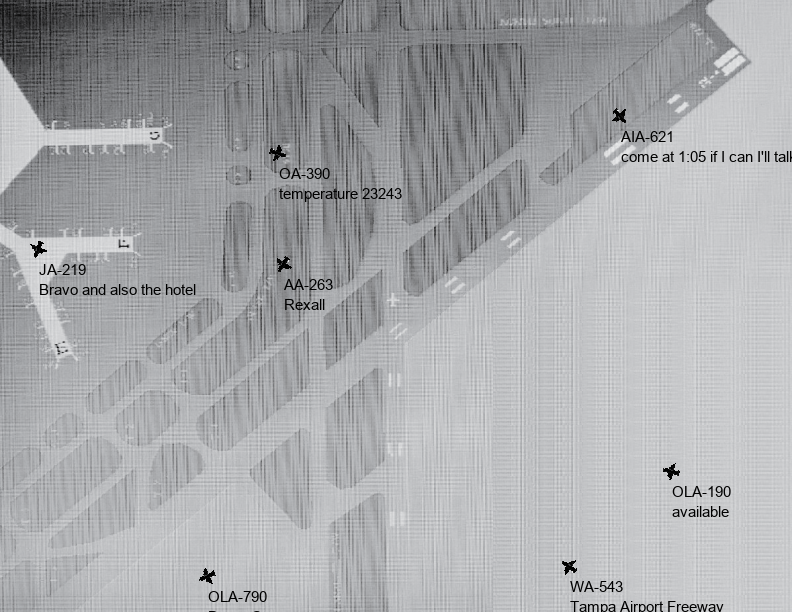 AIA-621
come at 1:05 if I can I'll talk
OA-390
temperature 23243
JA-219
Bravo and also the hotel
AA-263
Rexall
OLA-190
available
WA-543
Tampa Airport Freeway
OLA-790